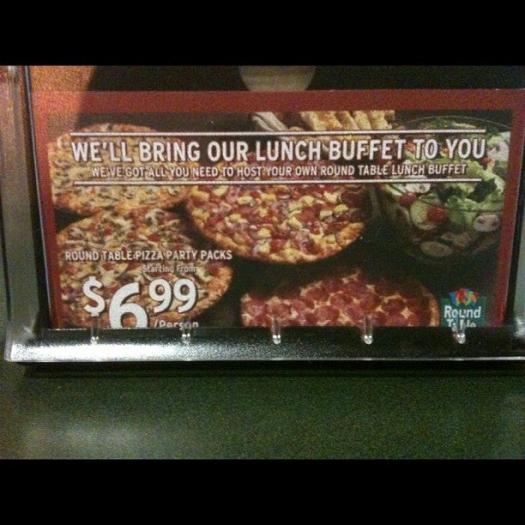 WE'LL BRING OUR LUNCH BUFFET TO YOU
WE'VE GOT ALL YOU NEED TO HOST YOUR OWN ROUND TABLE LUNCH BUFFET
ROUND TABLE PIZZA PARTY PACKS
Starting From
$6.99
/Person
Round
Table